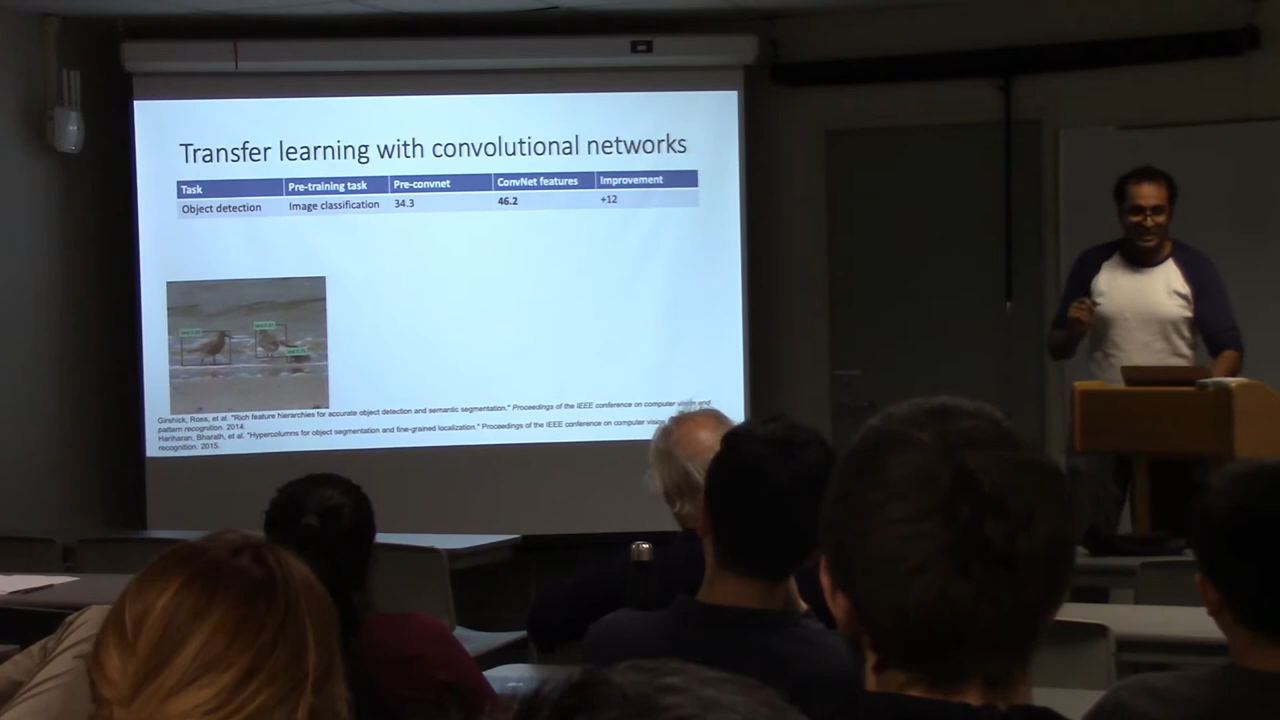 Transfer learning with convolutional networks
Task Pre-training task Pre-convnet ConvNet features Improvement
Object detection Image classification 34.3 46.2 +12
Girshick, Ross, et al. "Rich feature hierarchies for accurate object detection and semantic segmentation." Proceedings of the IEEE conference on computer vision and
pattern recognition. 2014.
Hariharan, Bharath, et al. "Hypercolumns for object segmentation and fine-grained localization." Proceedings of the IEEE conference on computer vision
recognition. 2015.